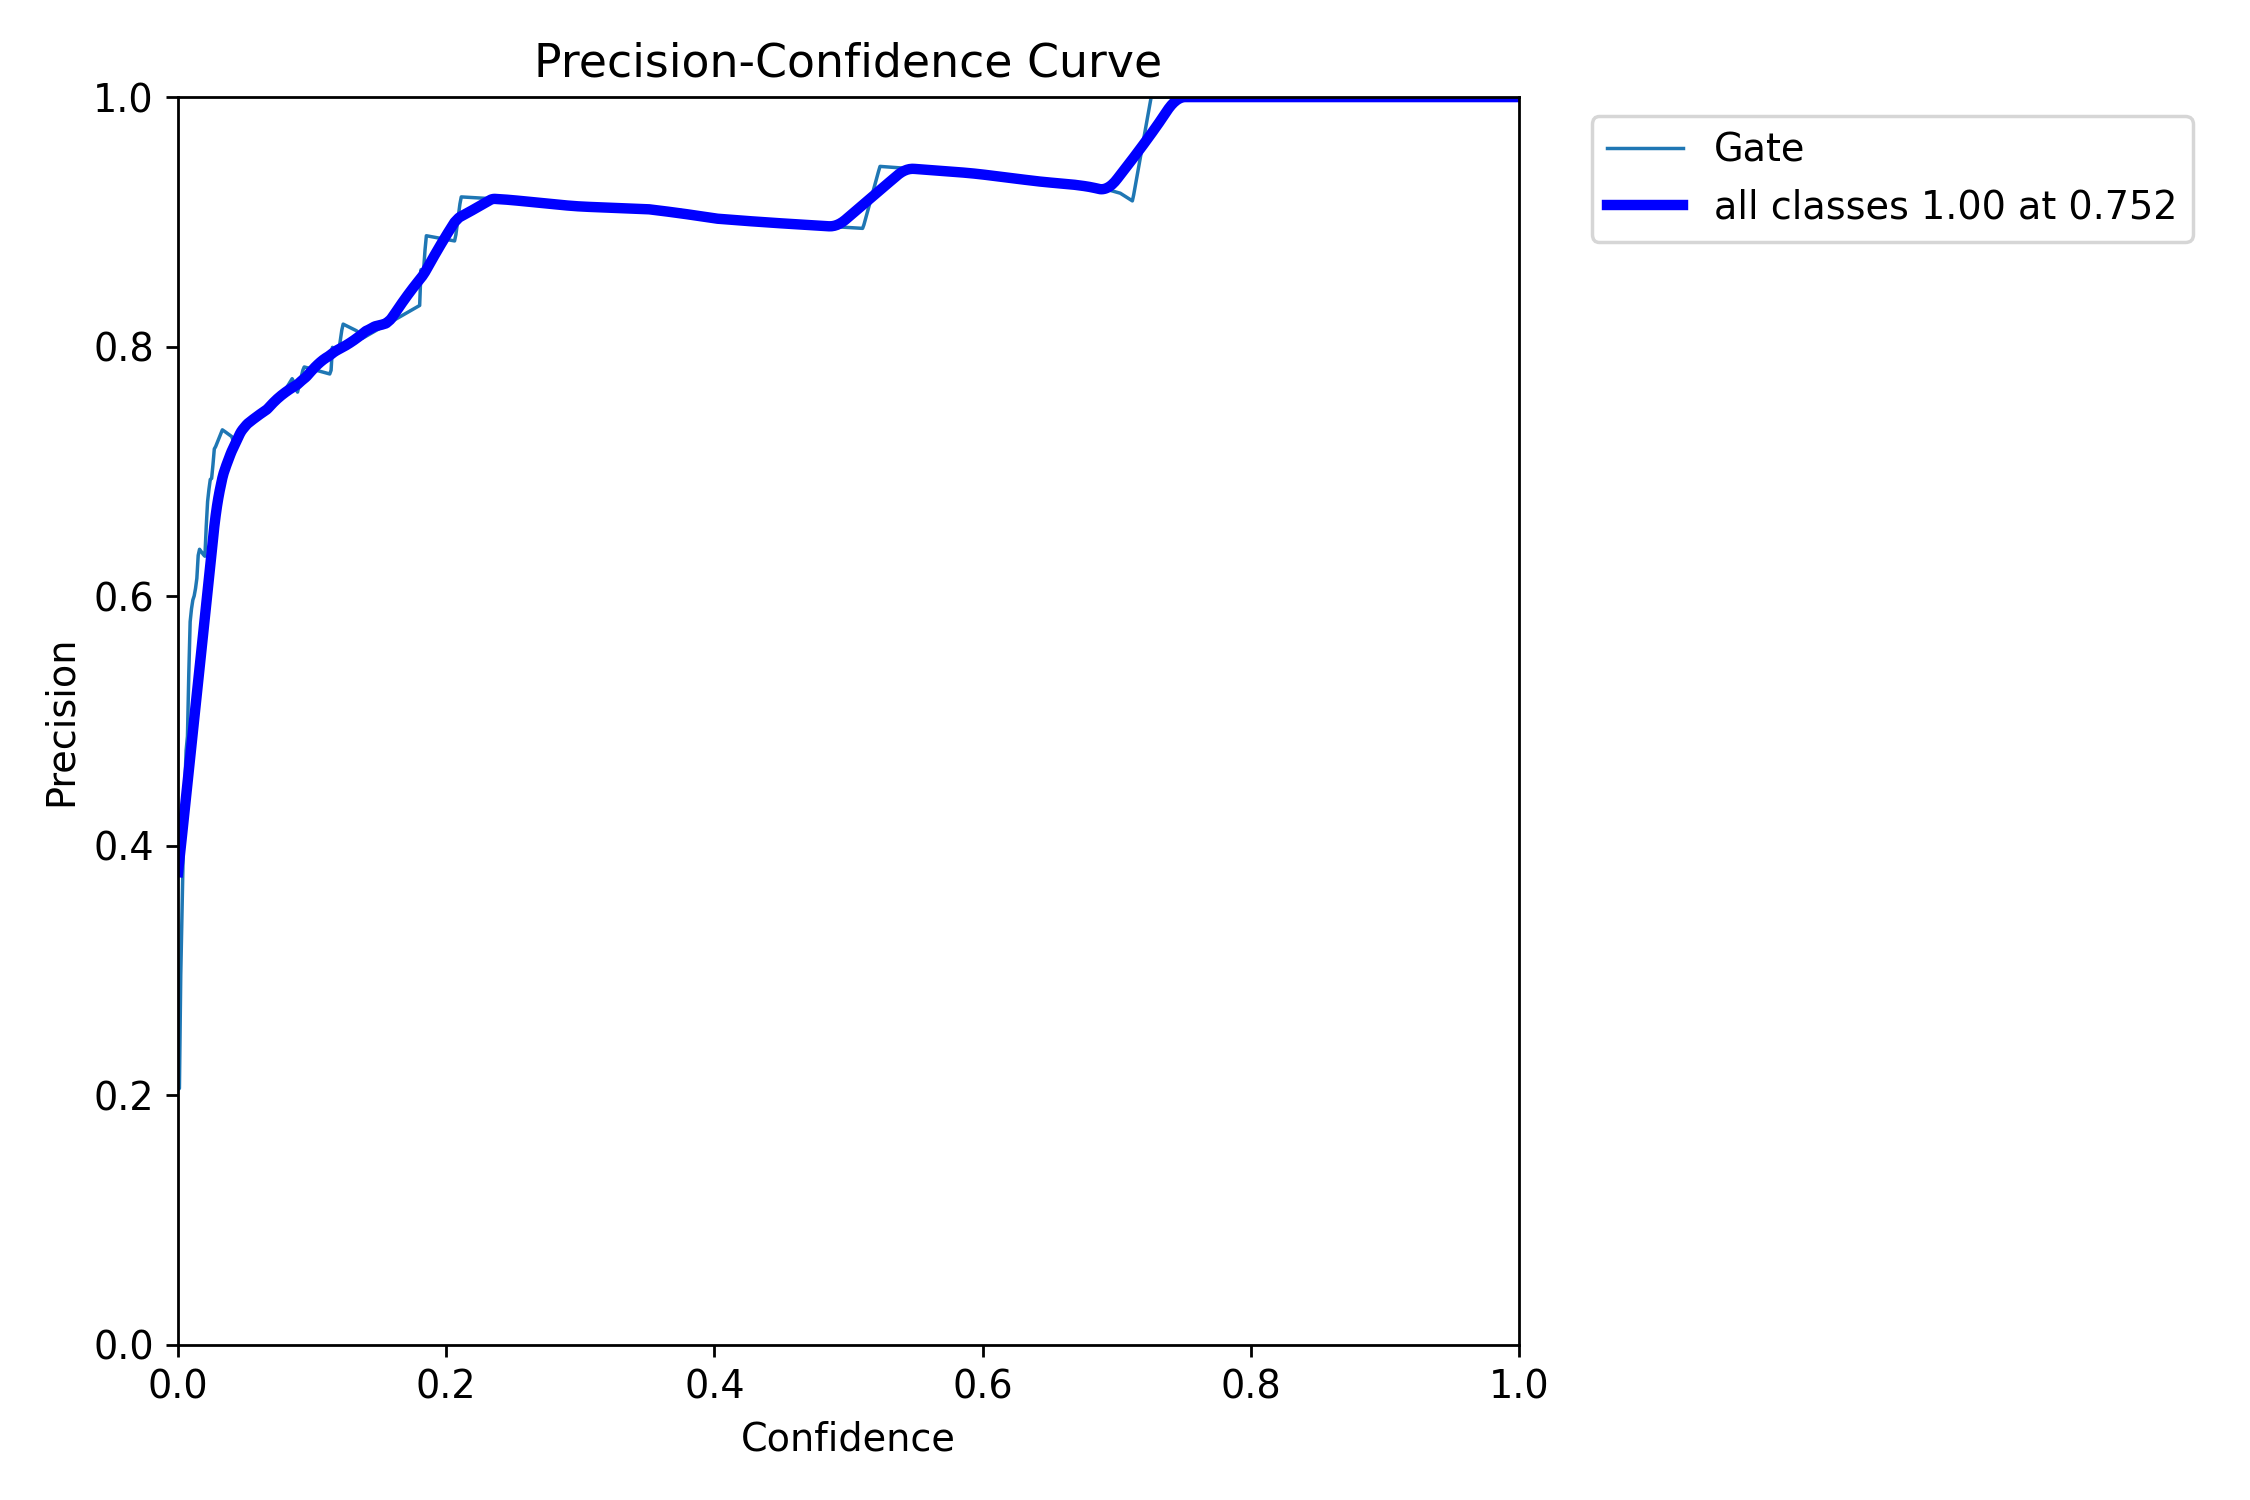 Precision-Confidence Curve
1.0
0.8
0.6
0.4
0.2
0.0
Precision
0.0 0.2 0.4 0.6 0.8 1.0
Confidence
Gate
all classes 1.00 at 0.752